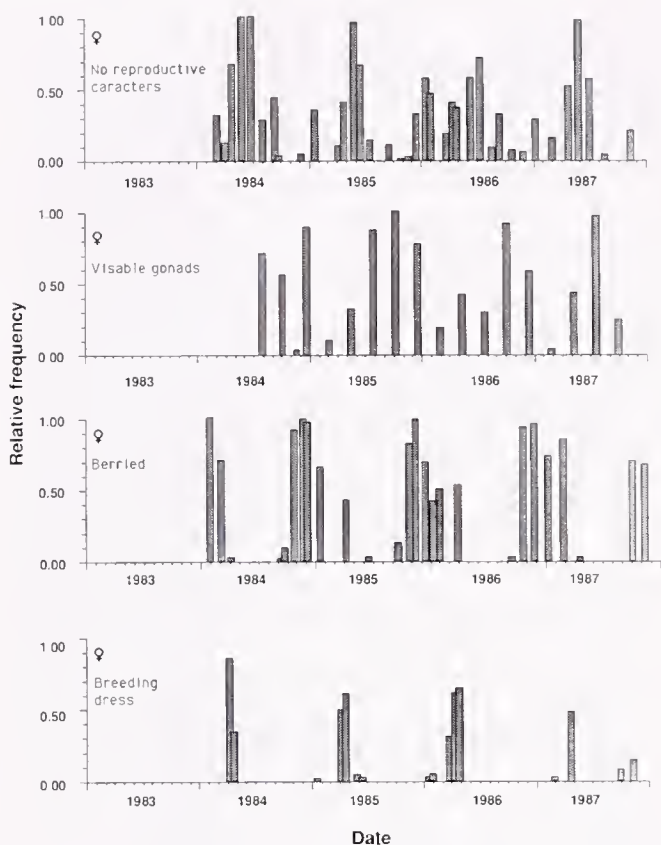 Relative frequency
1 00
♀
No reproductive
caracters
0.50
0.00
1983 1984 1985 1986 1987
1 00
♀
Visable gonads
0.50
0.00
1983 1984 1985 1986 1987
1.00
♀
Berried
0.50
0.00
1983 1984 1985 1986 1987
1 00
♀
Breeding
dress
0.50
0 00
1983 1984 1985 1986 1987
Date